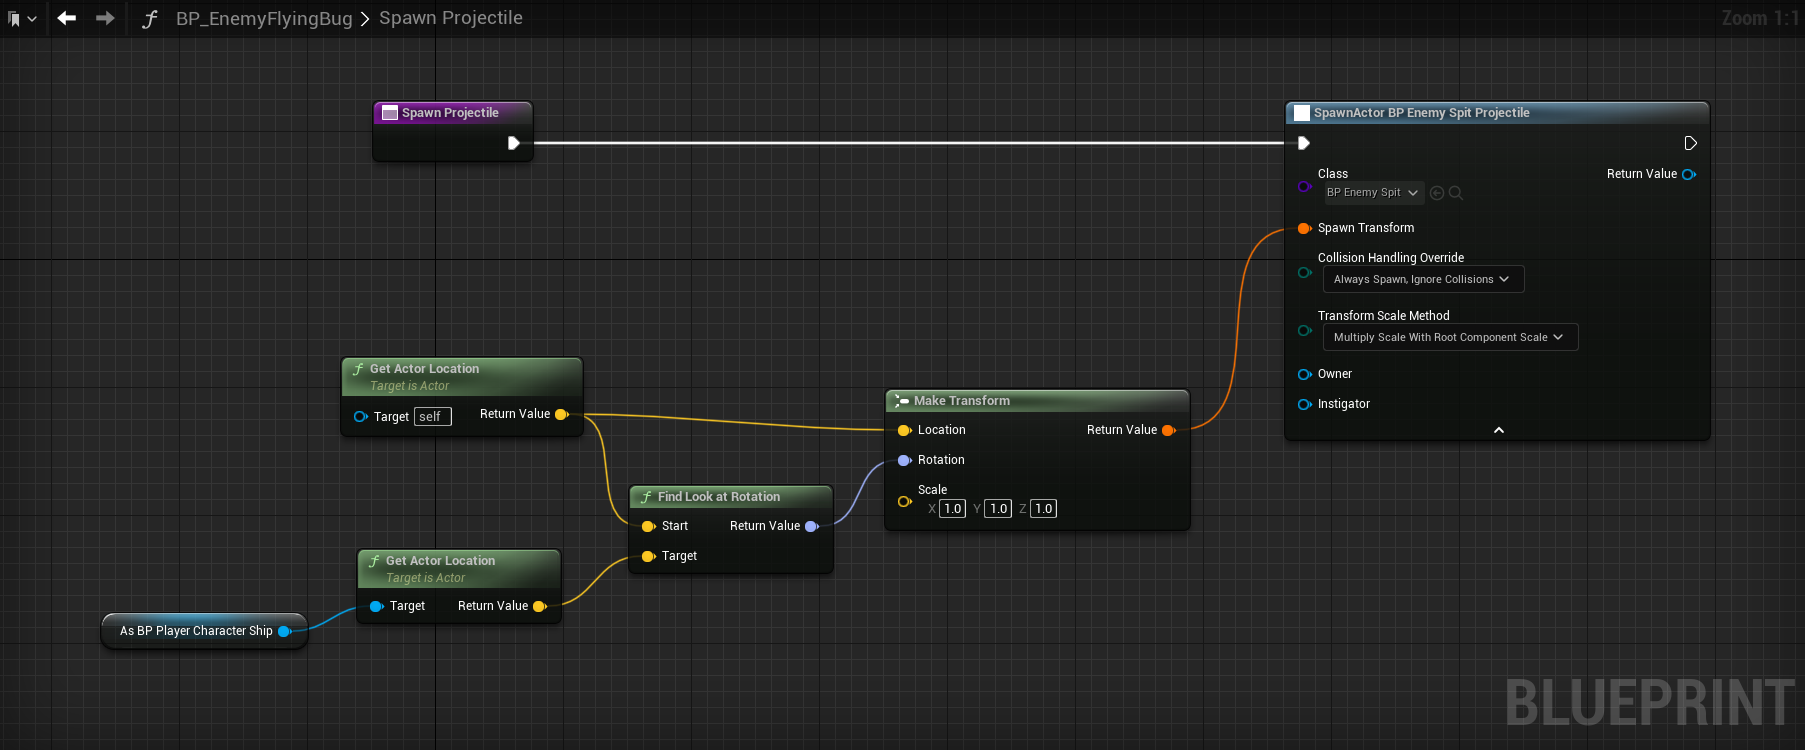 BP_EnemyFlyingBug > Spawn Projectile
Zoom 1:1
Spawn Projectile
SpawnActor BP Enemy Spit Projectile
Class
Return Value
BP Enemy Spit
Spawn Transform
Collision Handling Override
Always Spawn, Ignore Collisions
Transform Scale Method
Multiply Scale With Root Component Scale
Owner
Instigator
f Get Actor Location
Target is Actor
Target self Return Value
Make Transform
Location Return Value
Rotation
Scale
X 1.0 Y 1.0 Z 1.0
f Find Look at Rotation
Start Return Value
Target
f Get Actor Location
Target is Actor
Target Return Value
As BP Player Character Ship
BLUEPRINT